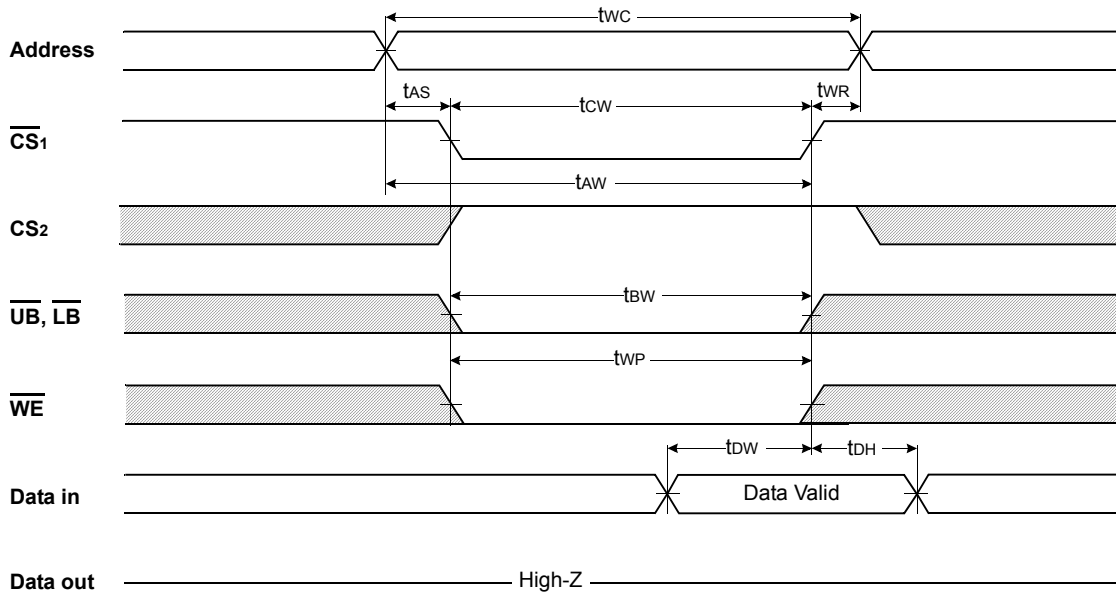 tWC
Address
tAS tCW tWR
CS1
tAW
CS2
tBW
UB, LB
tWP
WE
tDW tDH
Data in Data Valid
Data out High-Z